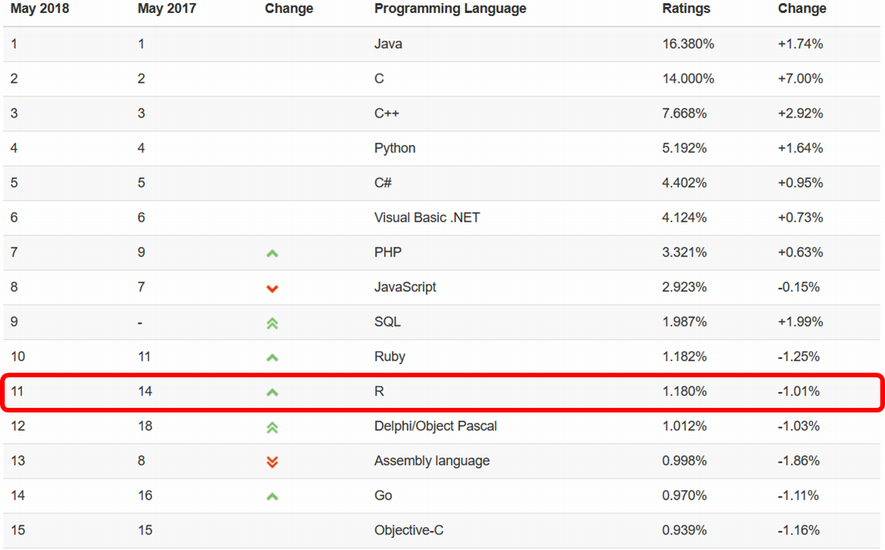 May 2018 May 2017 Change Programming Language Ratings Change
1 1 Java 16.380% +1.74%
2 2 C 14.000% +7.00%
3 3 C++ 7.668% +2.92%
4 4 Python 5.192% +1.64%
5 5 C# 4.402% +0.95%
6 6 Visual Basic .NET 4.124% +0.73%
7 9 PHP 3.321% +0.63%
8 7 JavaScript 2.923% -0.15%
9 - SQL 1.987% +1.99%
10 11 Ruby 1.182% -1.25%
11 14 R 1.180% -1.01%
12 18 Delphi/Object Pascal 1.012% -1.03%
13 8 Assembly language 0.998% -1.86%
14 16 Go 0.970% -1.11%
15 15 Objective-C 0.939% -1.16%